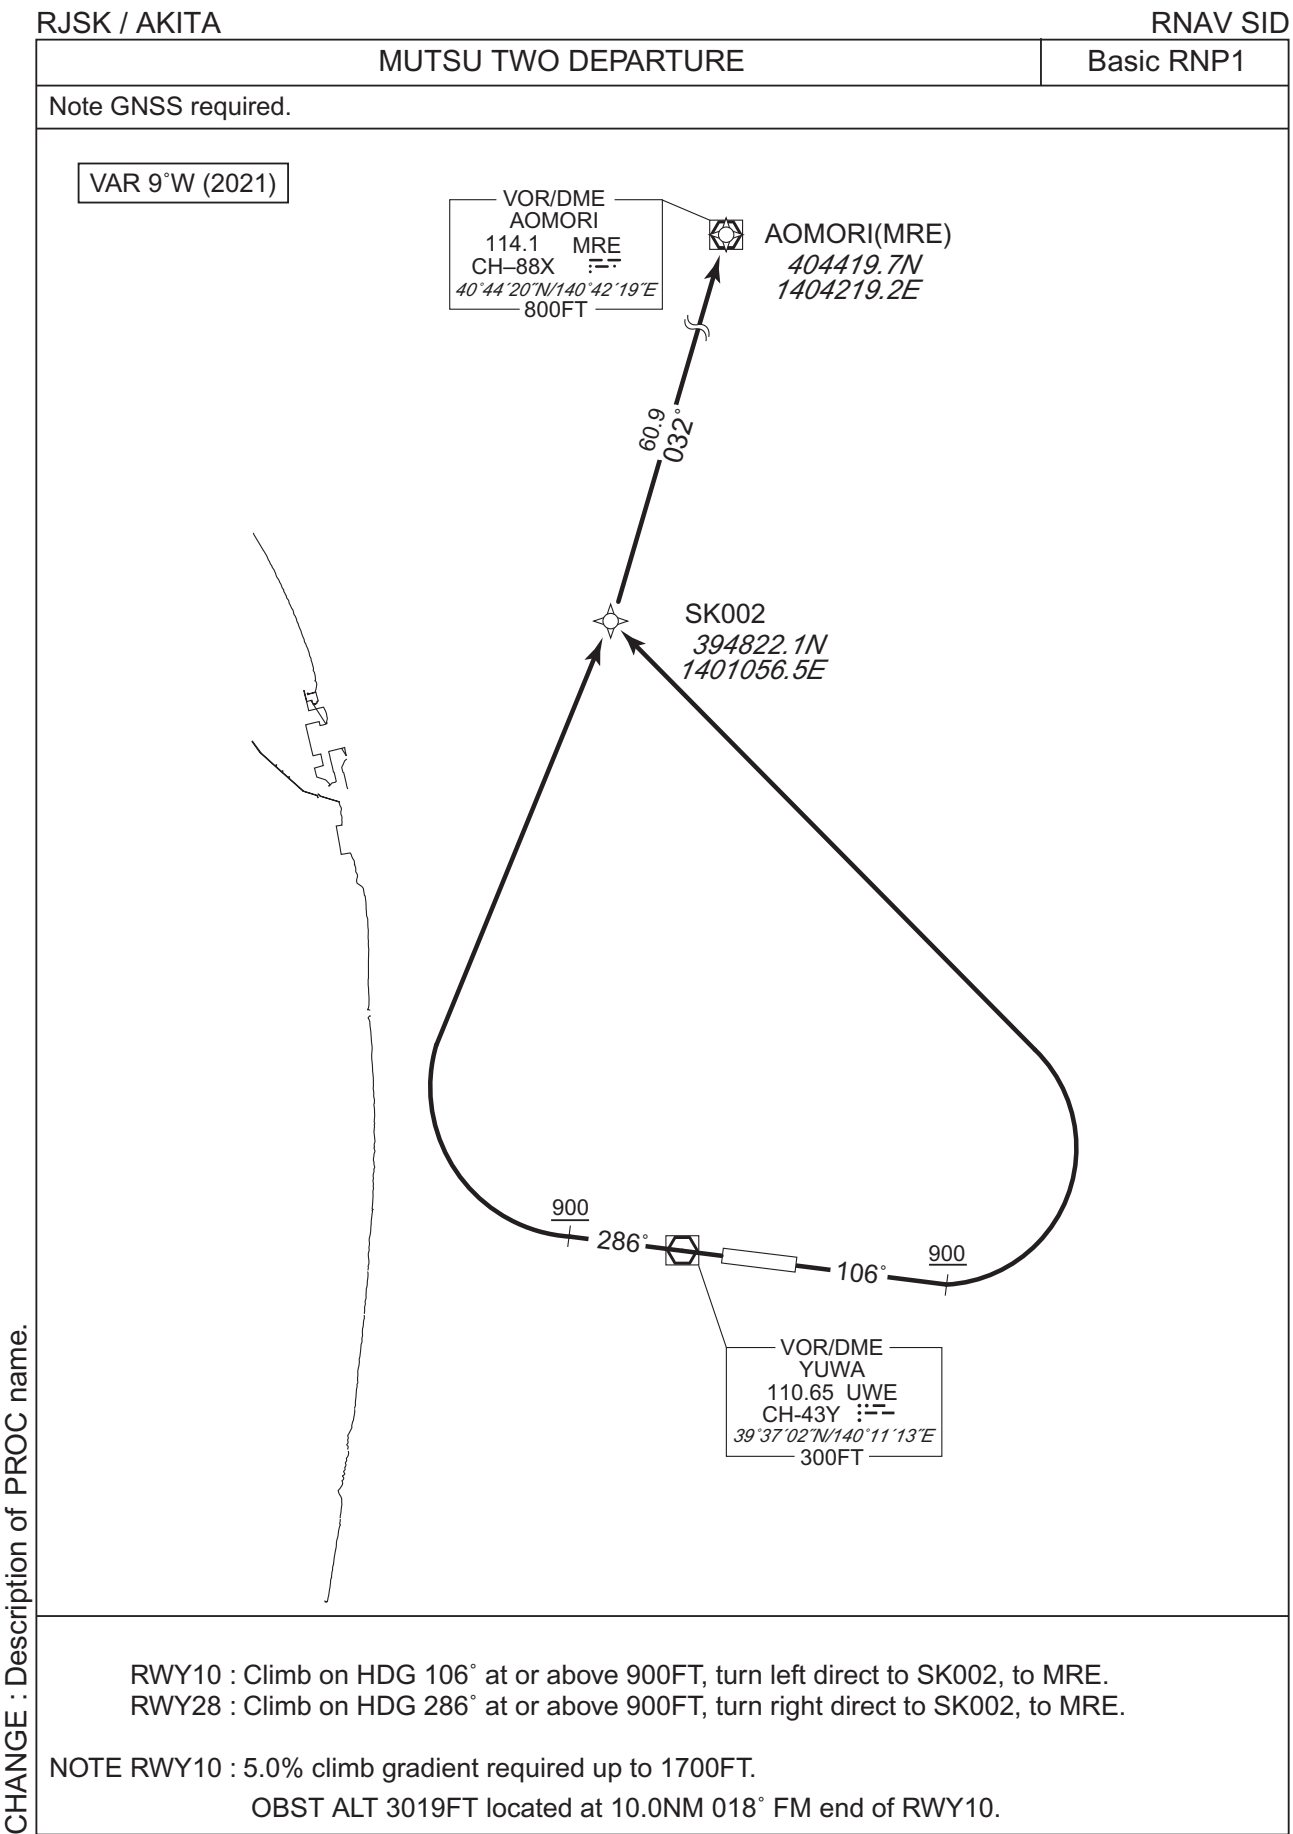 RJSK / AKITA
RNAV SID
MUTSU TWO DEPARTURE
Basic RNP1
Note GNSS required.
VAR 9˚W (2021)
VOR/DME
AOMORI
114.1 MRE
CH–88X
40˚44´20˝N/140˚42´19˝E
800FT
AOMORI(MRE)
404419.7N
1404219.2E
60.9
032˚
SK002
394822.1N
1401056.5E
900
286˚
106˚
900
VOR/DME
YUWA
110.65 UWE
CH-43Y
39˚37´02˝N/140˚11´13˝E
300FT
RWY10 : Climb on HDG 106˚ at or above 900FT, turn left direct to SK002, to MRE.
RWY28 : Climb on HDG 286˚ at or above 900FT, turn right direct to SK002, to MRE.
NOTE RWY10 : 5.0% climb gradient required up to 1700FT.
OBST ALT 3019FT located at 10.0NM 018˚ FM end of RWY10.
CHANGE : Description of PROC name.